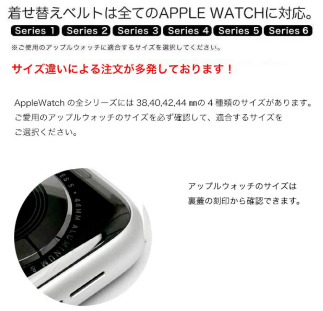 着せ替えベルトは全てのAPPLE WATCHに対応。
Series 1 Series 2 Series 3 Series 4 Series 5 Series 6
※ご使用のアップルウォッチに適合するサイズを選択してください。
サイズ違いによる注文が多発しております！
AppleWatch の全シリーズには 38,40,42,44 ㎜の４種類のサイズがあります。
ご愛用のアップルウォッチのサイズを必ず確認して、適合するサイズを
ご選択ください。
アップルウォッチのサイズは
裏蓋の刻印から確認できます。
44MM ALUMINUM